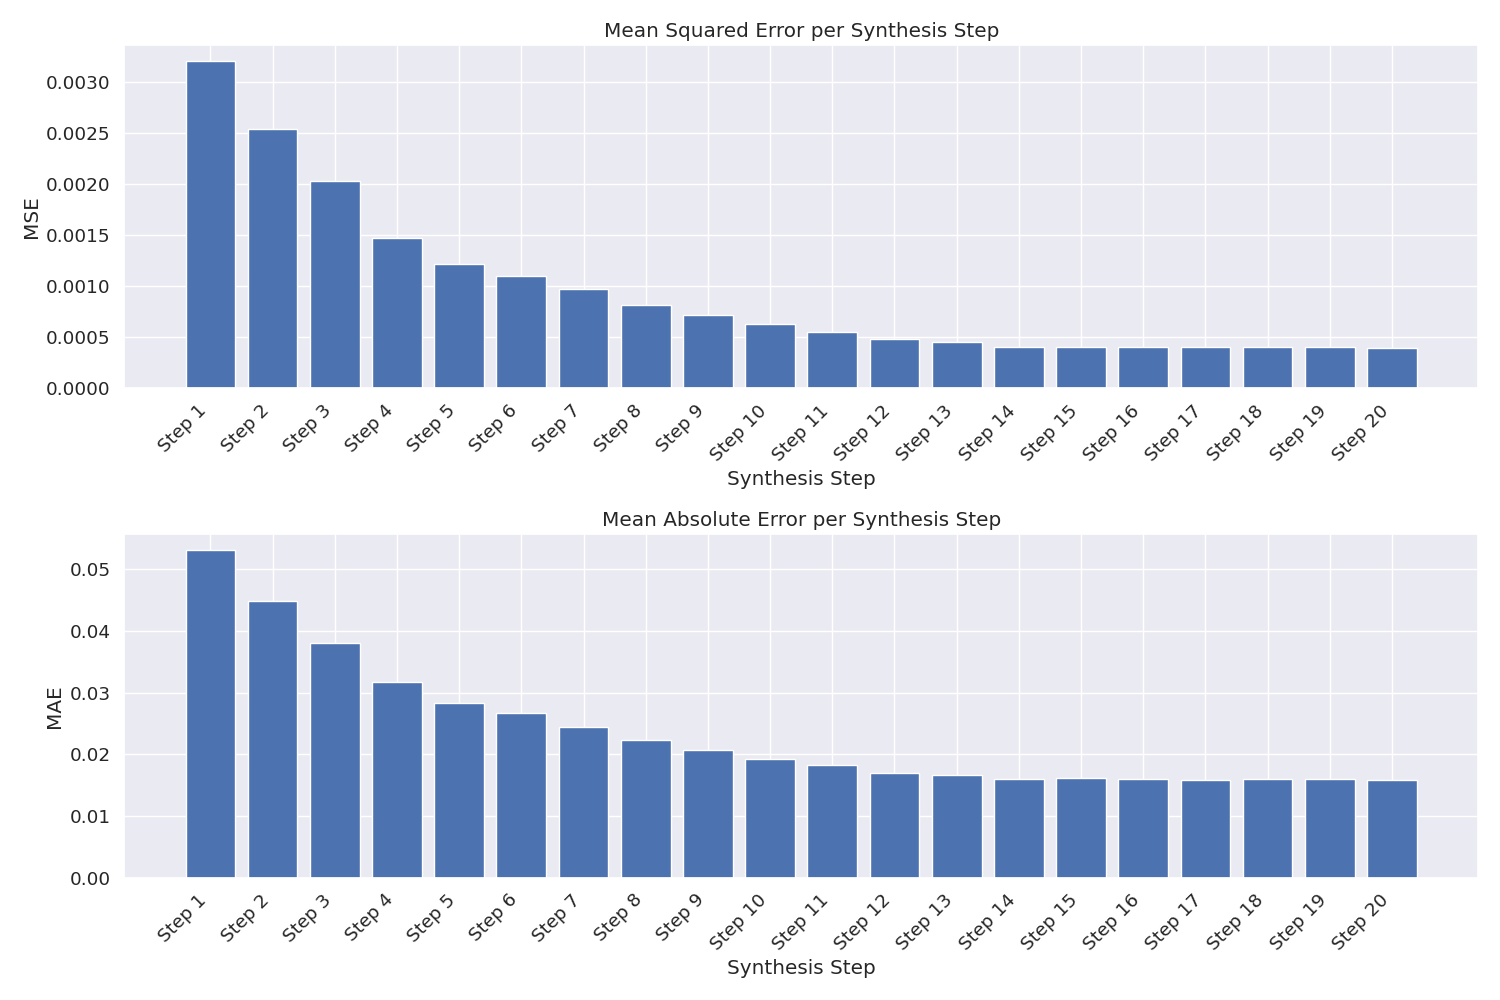 Mean Squared Error per Synthesis Step
0.0030
0.0025
0.0020
0.0015
0.0010
0.0005
0.0000
MSE
Step 1
Step 2
Step 3
Step 4
Step 5
Step 6
Step 7
Step 8
Step 9
Step 10
Step 11
Step 12
Step 13
Step 14
Step 15
Step 16
Step 17
Step 18
Step 19
Step 20
Synthesis Step
Mean Absolute Error per Synthesis Step
0.05
0.04
0.03
0.02
0.01
0.00
MAE
Step 1
Step 2
Step 3
Step 4
Step 5
Step 6
Step 7
Step 8
Step 9
Step 10
Step 11
Step 12
Step 13
Step 14
Step 15
Step 16
Step 17
Step 18
Step 19
Step 20
Synthesis Step